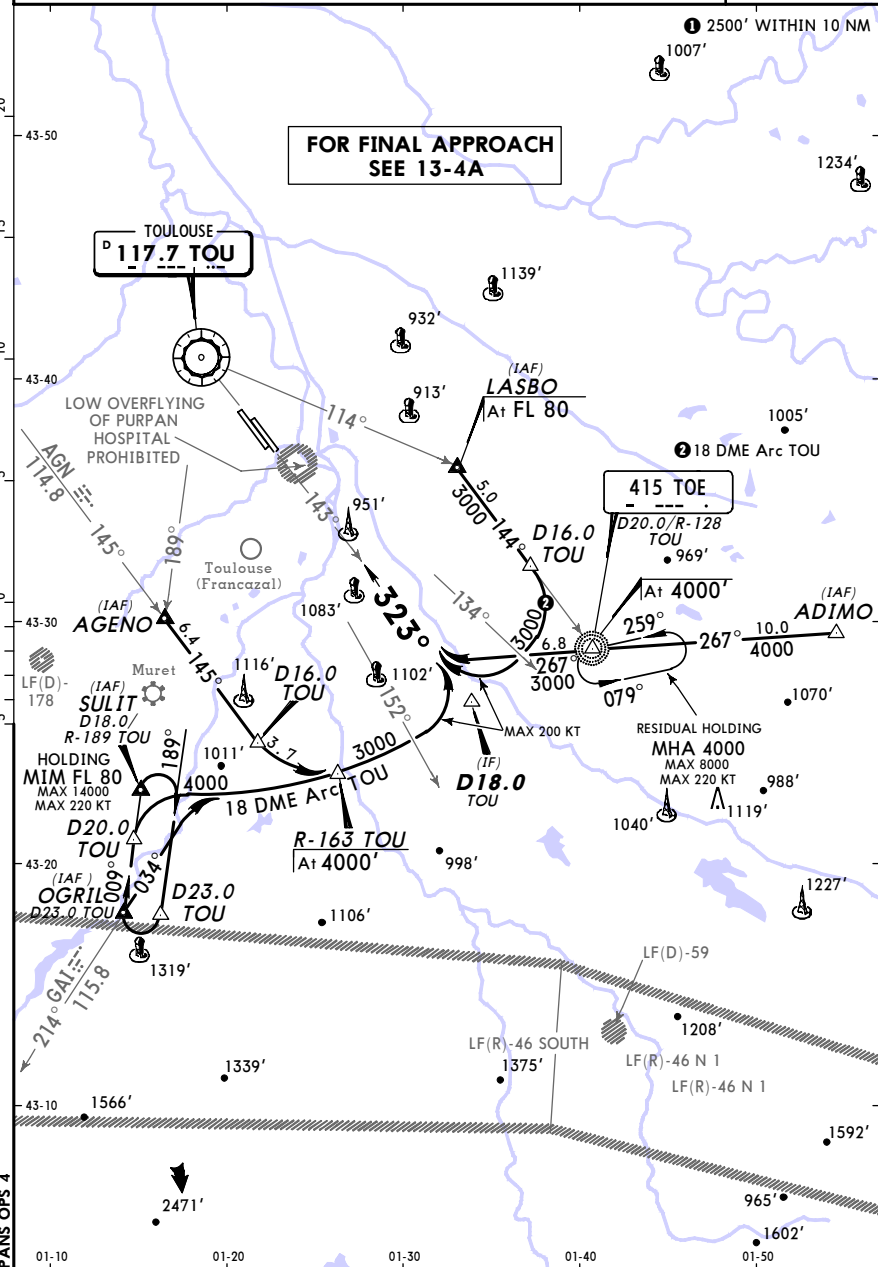 ❶ 2500' WITHIN 10 NM
1007'
43-50
FOR FINAL APPROACH
SEE 13-4A
1234'
TOULOUSE
D 117.7 TOU
1139'
932'
43-40
913'
(IAF)
LASBO
At FL 80
114°
LOW OVERFLYING
OF PURPAN
HOSPITAL
PROHIBITED
1005'
❷ 18 DME Arc TOU
AGN
114.8
145°
189°
143°
951'
5.0
3000
144°
415 TOE
D20.0/R-128
TOU
D16.0
TOU
969'
Toulouse
(Francazal)
At 4000'
1083'
323°
134°
3000
❷
43-30
(IAF)
AGENO
6.4
145°
6.8
267°
3000
259°
267°
10.0
4000
(IAF)
ADIMO
079°
LF(D)-
178
Muret
1116'
D16.0
TOU
1102'
152°
1070'
(IAF)
SULIT
D18.0/
R-189 TOU
HOLDING
MIM FL 80
MAX 14000
MAX 220 KT
189°
1011'
3.7
3000
4000
18 DME Arc TOU
MAX 200 KT
(IF)
D18.0
TOU
RESIDUAL HOLDING
MHA 4000
MAX 8000
MAX 220 KT
988'
1119'
1040'
D20.0
TOU
R-163 TOU
At 4000'
998'
43-20
009°
034°
(IAF)
OGRIL
D23.0 TOU
D23.0
TOU
1106'
1227'
1319'
GAI
115.8
214°
LF(D)-59
1208'
LF(R)-46 SOUTH
LF(R)-46 N 1
LF(R)-46 N 1
1339'
1375'
43-10
1566'
1592'
2471'
965'
1602'
PANS OPS 4
01-10
01-20
01-30
01-40
01-50